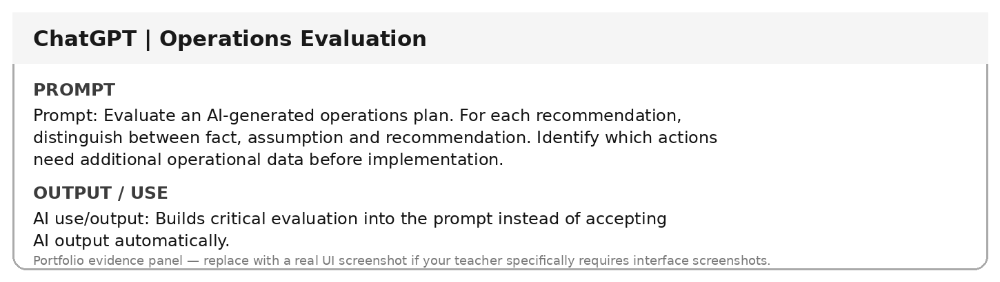 ChatGPT | Operations Evaluation
PROMPT
Prompt: Evaluate an AI-generated operations plan. For each recommendation,
distinguish between fact, assumption and recommendation. Identify which actions
need additional operational data before implementation.
OUTPUT / USE
AI use/output: Builds critical evaluation into the prompt instead of accepting
AI output automatically.
Portfolio evidence panel — replace with a real UI screenshot if your teacher specifically requires interface screenshots.